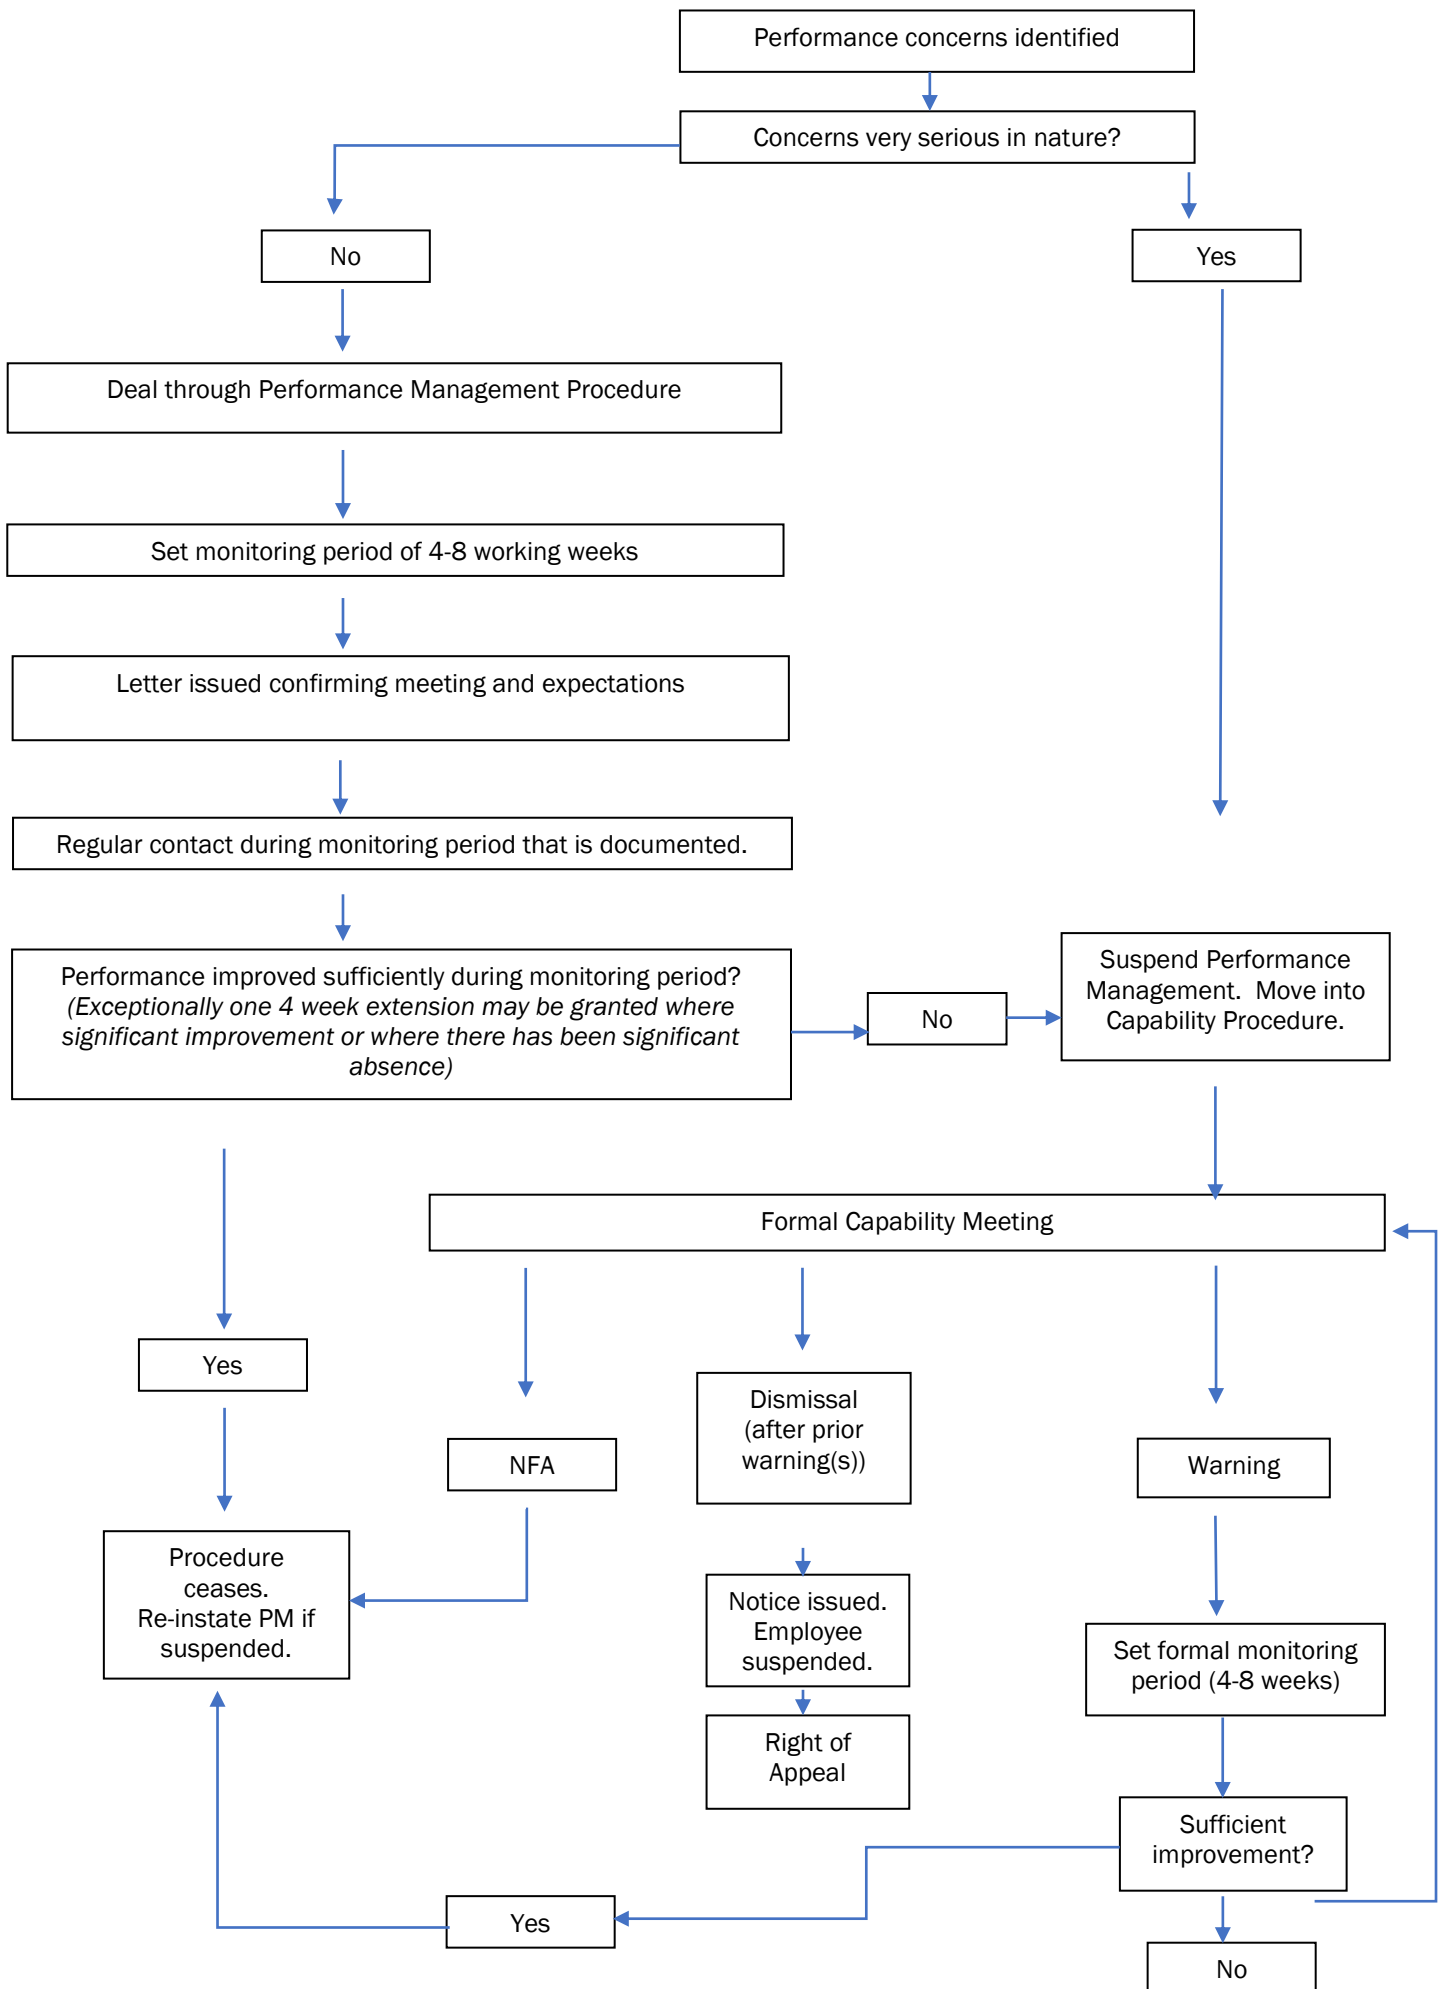 Performance concerns identified
Concerns very serious in nature?
No
Yes
Deal through Performance Management Procedure
Set monitoring period of 4-8 working weeks
Letter issued confirming meeting and expectations
Regular contact during monitoring period that is documented.
Performance improved sufficiently during monitoring period?
(Exceptionally one 4 week extension may be granted where
significant improvement or where there has been significant
absence)
No
Suspend Performance
Management.  Move into
Capability Procedure.
Formal Capability Meeting
Yes
NFA
Dismissal
(after prior
warning(s))
Warning
Procedure
ceases.
Re-instate PM if
suspended.
Notice issued.
Employee
suspended.
Set formal monitoring
period (4-8 weeks)
Right of
Appeal
Sufficient
improvement?
Yes
No